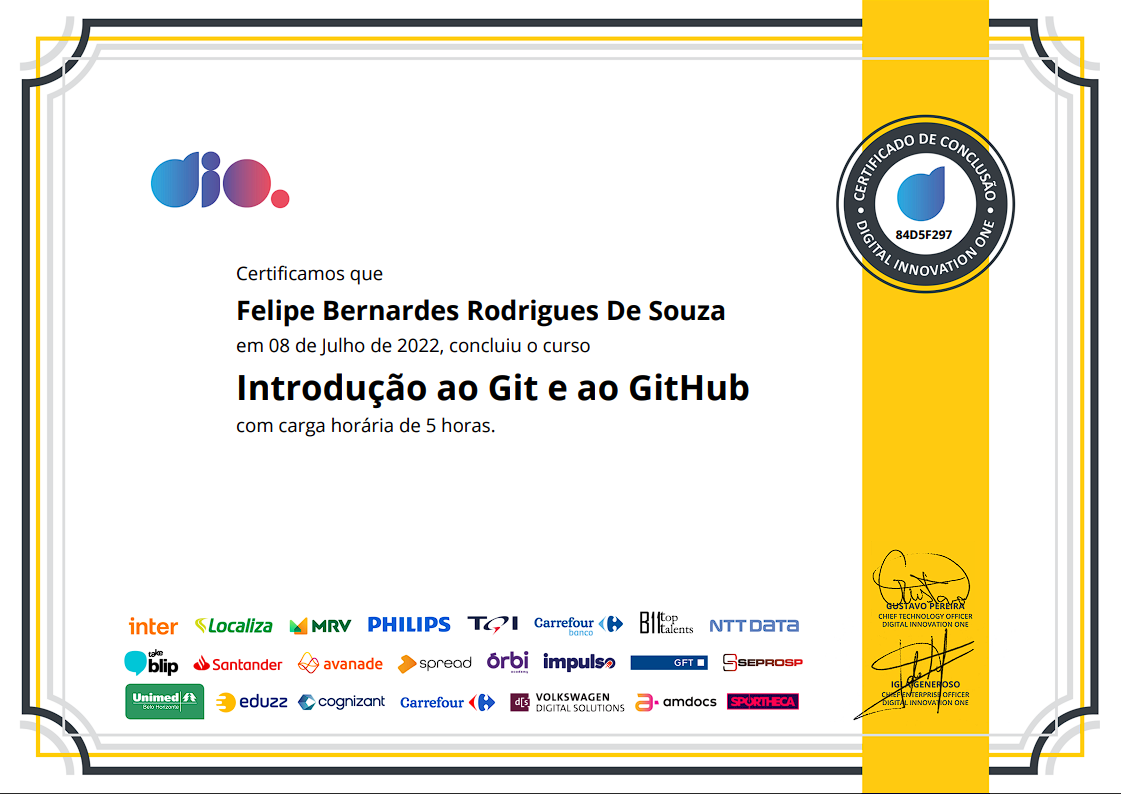 dio.
CERTIFICADO DE CONCLUSÃO
84D5F297
DIGITAL INNOVATION ONE
Certificamos que
Felipe Bernardes Rodrigues De Souza
em 08 de Julho de 2022, concluiu o curso
Introdução ao Git e ao GitHub
com carga horária de 5 horas.
GUSTAVO PEREIRA
CHIEF TECHNOLOGY OFFICER
DIGITAL INNOVATION ONE
IGLÁ GENEROSO
CHIEF ENTERPRISE OFFICER
DIGITAL INNOVATION ONE
inter Localiza MRV PHILIPS TQI Carrefour banco top talents NTT DATA
take blip Santander avanade spread órbi academy impulso GFT SEPROSP
Unimed Belo Horizonte eduzz cognizant Carrefour d[s VOLKSWAGEN DIGITAL SOLUTIONS amdocs SPORTHECA